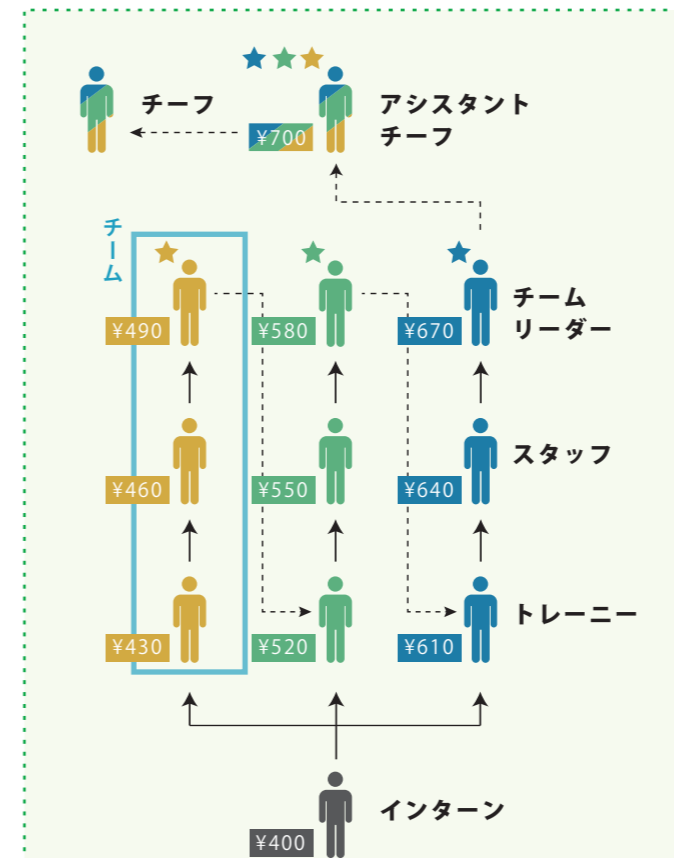 チーフ
¥700
アシスタント
チーフ
チーム
¥490
¥580
¥670
チーム
リーダー
¥460
¥550
¥640
スタッフ
¥430
¥520
¥610
トレーニー
¥400
インターン